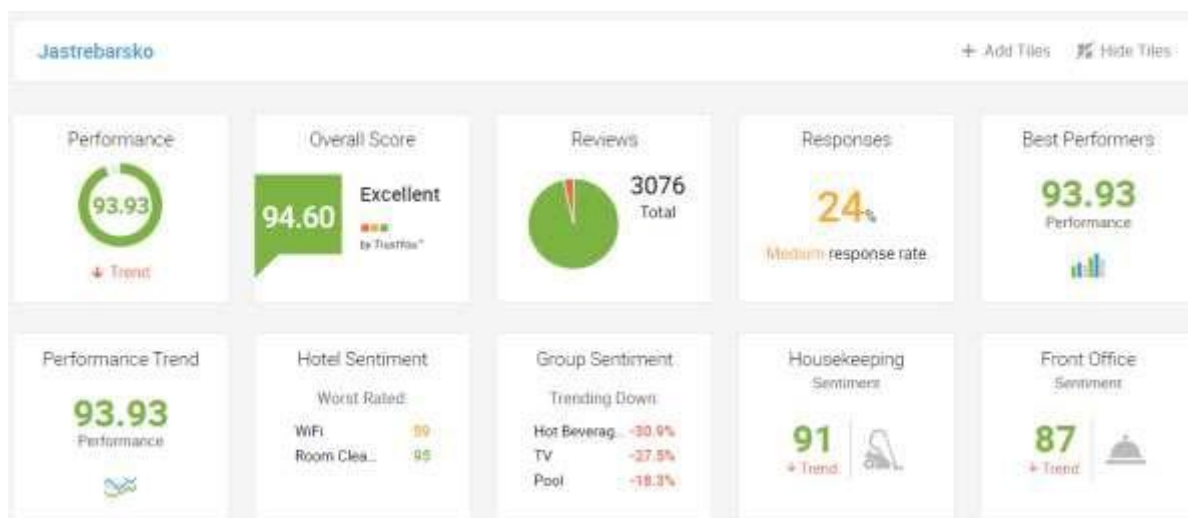 Jastrebarsko
+ Add Tiles Hide Tiles
Performance
93.93
Trend
Overall Score
94.60
Excellent
by TrustYou™
Reviews
3076
Total
Responses
24%
Medium response rate
Best Performers
93.93
Performance
Performance Trend
93.93
Performance
Hotel Sentiment
Worst Rated:
WiFi 59
Room Clea... 95
Group Sentiment
Trending Down:
Hot Beverag... -30.9%
TV -27.5%
Pool -18.3%
Housekeeping
Sentiment
91
Trend
Front Office
Sentiment
87
Trend